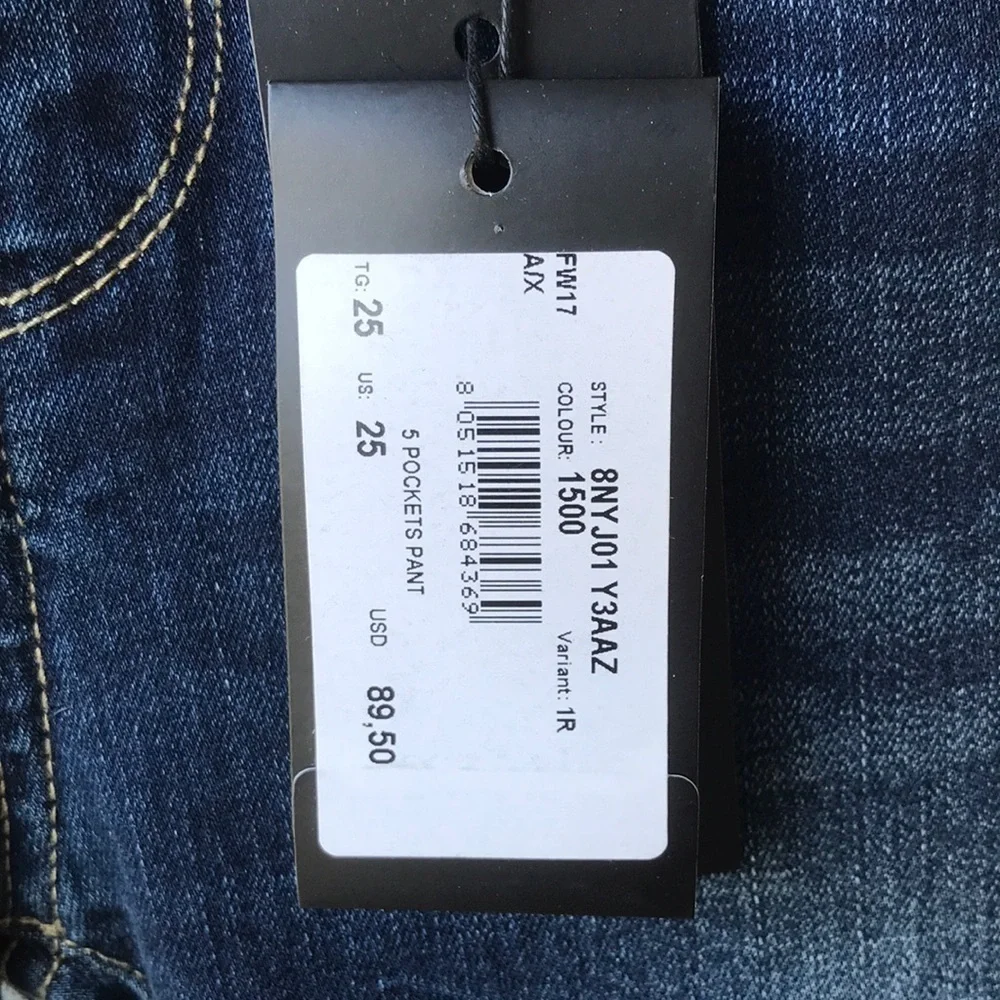 FW17
A/X
STYLE : 8NYJ01 Y3AAZ
COLOUR: 1500 Variant: 1R
8 051518 684369
5 POCKETS PANT
TG: 25 US: 25 USD 89,50